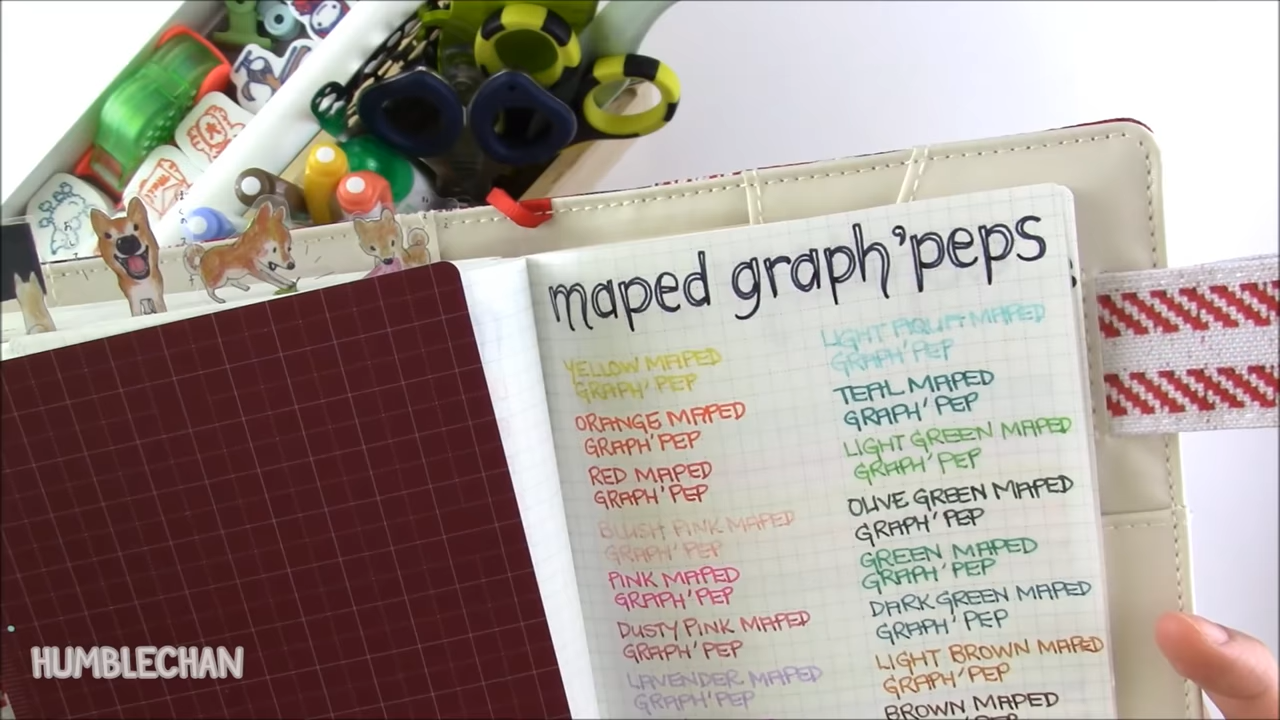 maped graph'peps
YELLOW MAPED
GRAPH'PEP
ORANGE MAPED
GRAPH'PEP
RED MAPED
GRAPH'PEP
BLUSH PINK MAPED
GRAPH'PEP
PINK MAPED
GRAPH'PEP
DUSTY PINK MAPED
GRAPH'PEP
LAVENDER MAPED
GRAPH'PEP
LIGHT AQUA MAPED
GRAPH'PEP
TEAL MAPED
GRAPH'PEP
LIGHT GREEN MAPED
GRAPH'PEP
OLIVE GREEN MAPED
GRAPH'PEP
GREEN MAPED
GRAPH'PEP
DARK GREEN MAPED
GRAPH'PEP
LIGHT BROWN MAPED
GRAPH'PEP
BROWN MAPED
HUMBLECHAN